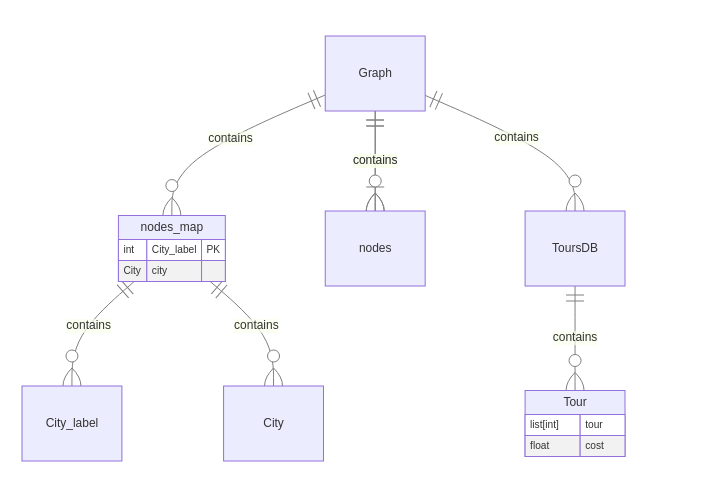 Graph
contains
contains
contains
nodes_map
int City_label PK
City city
nodes
ToursDB
contains
contains
contains
City_label
City
Tour
list[int] tour
float cost